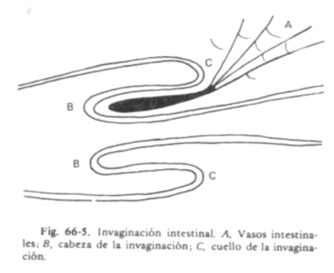 A
C
B
B
C
Fig. 66-5. Invaginación intestinal. A, Vasos intestina-
les; B, cabeza de la invaginación; C, cuello de la invagina-
ción.